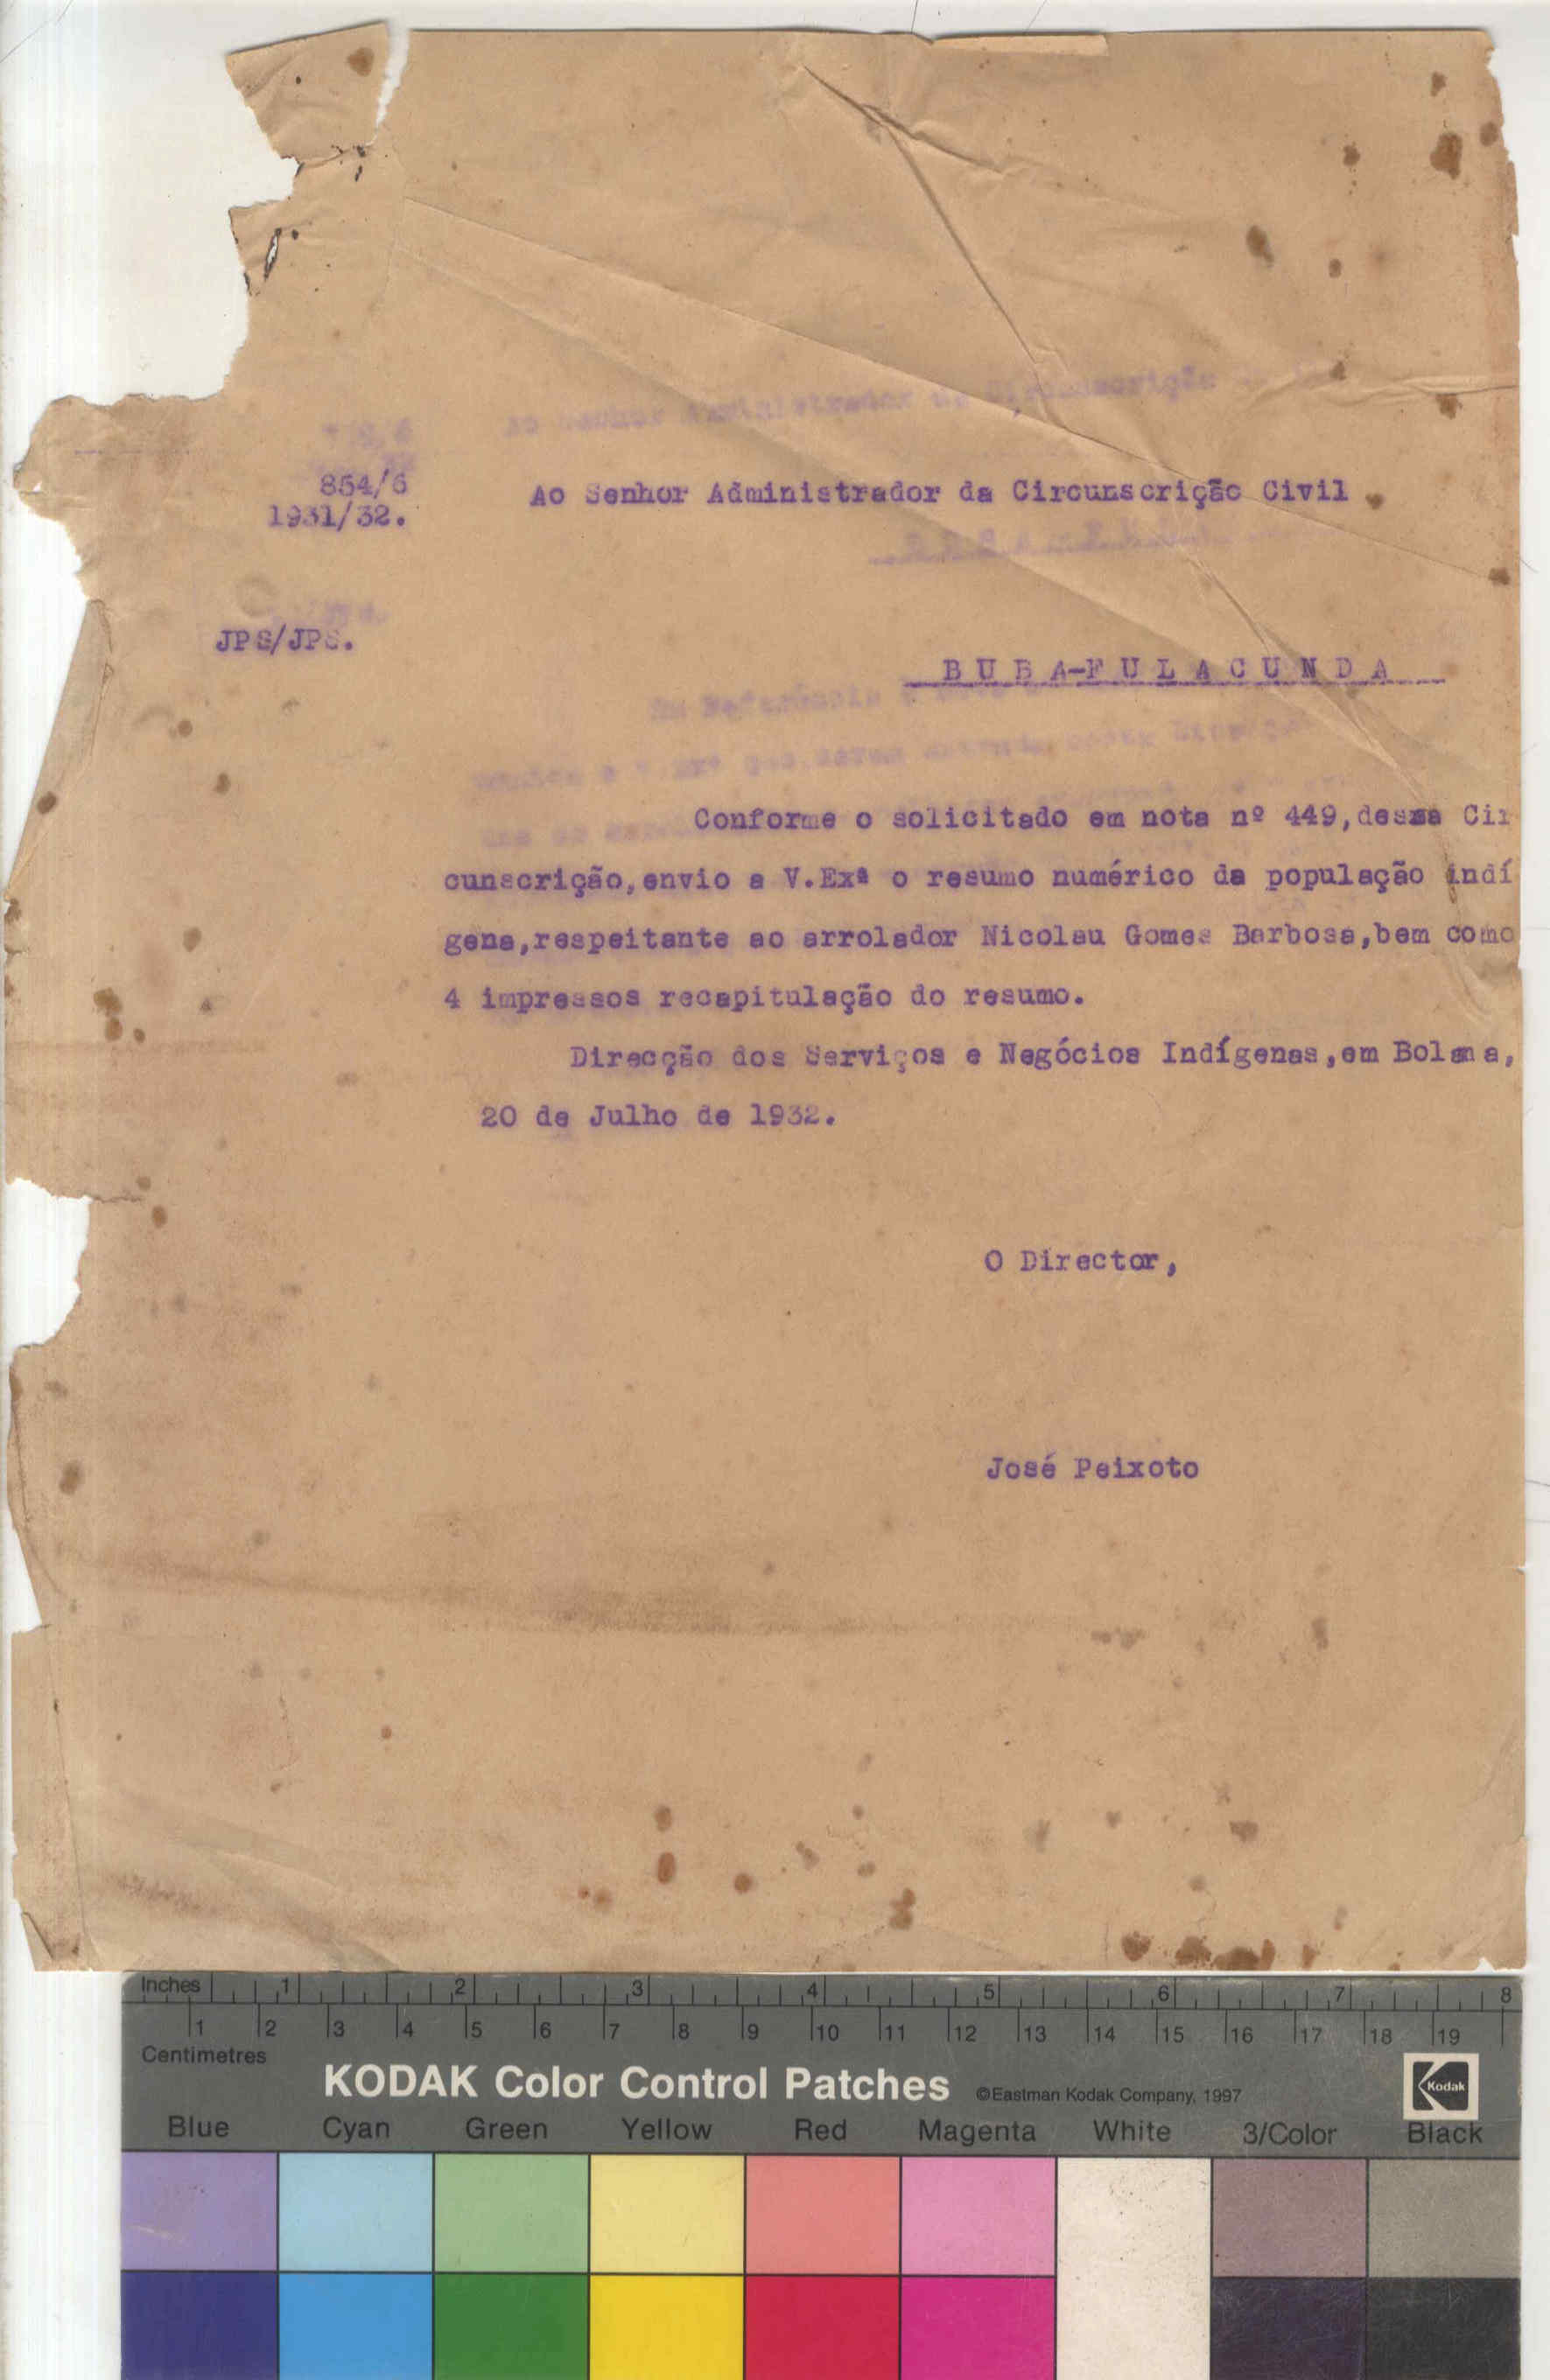 Ao Senhor Administrador da Circunscrição
854/6
1931/32.
Ao Senhor Administrador da Circunscrição Civil
JPS/JPS.
BUBA-FULACUNDA
Conforme o solicitado em nota nº 449,dessa Cir
cunscrição,envio a V.Exª o resumo numérico da população indí
gena,respeitante ao arrolador Nicolau Gomes Barbosa,bem como
4 impressos recapitulação do resumo.
Direcção dos Serviços e Negócios Indígenas,em Bolama,
20 de Julho de 1932.
O Director,
José Peixoto
Inches 1 2 3 4 5 6 7 8
1 2 3 4 5 6 7 8 9 10 11 12 13 14 15 16 17 18 19
Centimetres
KODAK Color Control Patches ©Eastman Kodak Company, 1997 Kodak
Blue Cyan Green Yellow Red Magenta White 3/Color Black